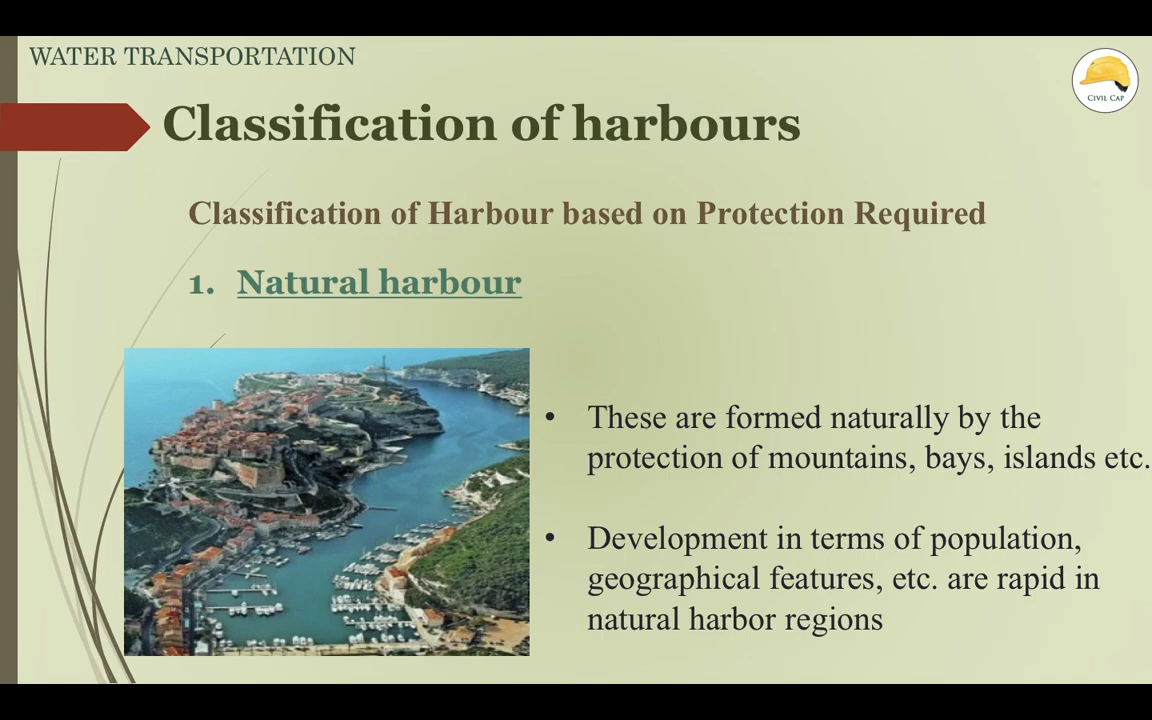 WATER TRANSPORTATION
CIVIL CAP
Classification of harbours
Classification of Harbour based on Protection Required
1. Natural harbour
• These are formed naturally by the
protection of mountains, bays, islands etc.
• Development in terms of population,
geographical features, etc. are rapid in
natural harbor regions